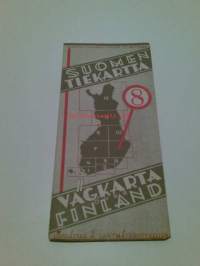 SUOMEN
TIEKARTTA
8
VÄGKARTA
FINLAND